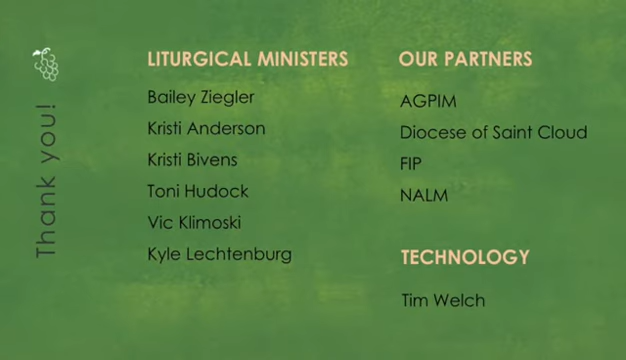 Thank you!
LITURGICAL MINISTERS
Bailey Ziegler
Kristi Anderson
Kristi Bivens
Toni Hudock
Vic Klimoski
Kyle Lechtenburg
OUR PARTNERS
AGPIM
Diocese of Saint Cloud
FIP
NALM
TECHNOLOGY
Tim Welch